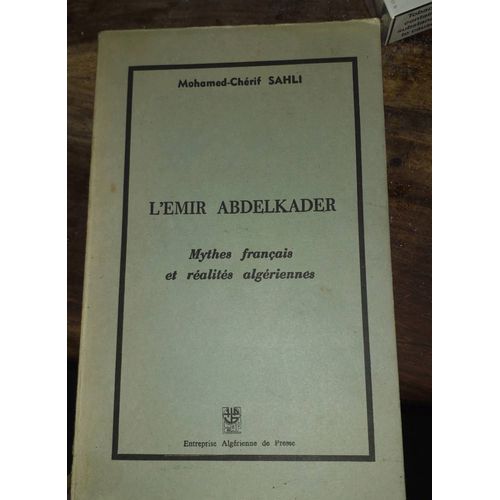 Mohamed-Chérif SAHLI
L'EMIR ABDELKADER
Mythes français
et réalités algériennes
Entreprise Algérienne de Presse